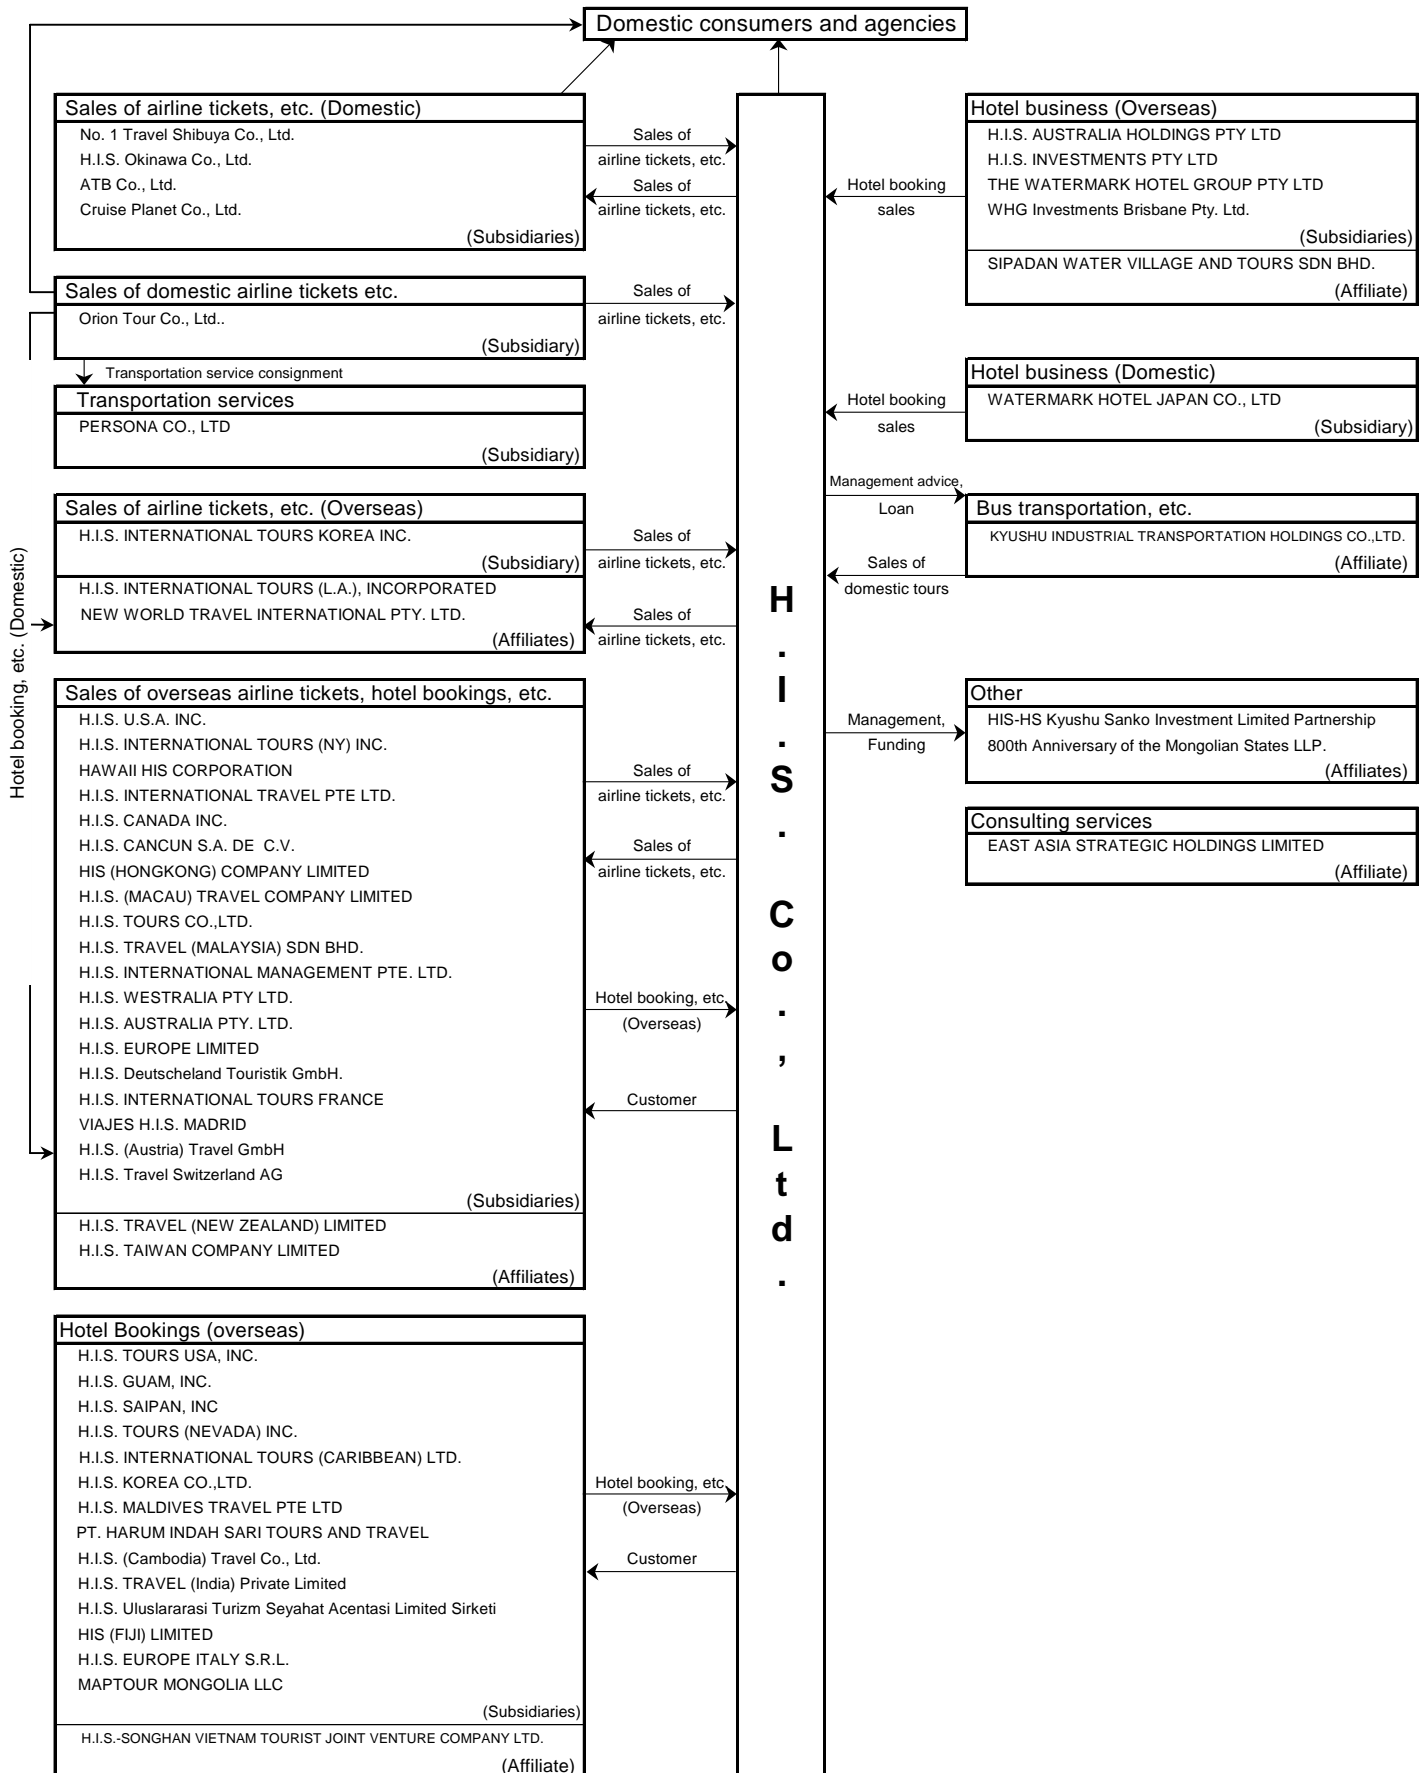 Domestic consumers and agencies
Sales of airline tickets, etc. (Domestic)
No. 1 Travel Shibuya Co., Ltd.
H.I.S. Okinawa Co., Ltd.
ATB Co., Ltd.
Cruise Planet Co., Ltd.
(Subsidiaries)
Sales of
airline tickets, etc.
Sales of
airline tickets, etc.
Sales of domestic airline tickets etc.
Orion Tour Co., Ltd..
(Subsidiary)
Sales of
airline tickets, etc.
Transportation service consignment
Transportation services
PERSONA CO., LTD
(Subsidiary)
Hotel booking, etc. (Domestic)
Sales of airline tickets, etc. (Overseas)
H.I.S. INTERNATIONAL TOURS KOREA INC.
(Subsidiary)
H.I.S. INTERNATIONAL TOURS (L.A.), INCORPORATED
NEW WORLD TRAVEL INTERNATIONAL PTY. LTD.
(Affiliates)
Sales of
airline tickets, etc.
Sales of
airline tickets, etc.
Sales of overseas airline tickets, hotel bookings, etc.
H.I.S. U.S.A. INC.
H.I.S. INTERNATIONAL TOURS (NY) INC.
HAWAII HIS CORPORATION
H.I.S. INTERNATIONAL TRAVEL PTE LTD.
H.I.S. CANADA INC.
H.I.S. CANCUN S.A. DE C.V.
HIS (HONGKONG) COMPANY LIMITED
H.I.S. (MACAU) TRAVEL COMPANY LIMITED
H.I.S. TOURS CO.,LTD.
H.I.S. TRAVEL (MALAYSIA) SDN BHD.
H.I.S. INTERNATIONAL MANAGEMENT PTE. LTD.
H.I.S. WESTRALIA PTY LTD.
H.I.S. AUSTRALIA PTY. LTD.
H.I.S. EUROPE LIMITED
H.I.S. Deutscheland Touristik GmbH.
H.I.S. INTERNATIONAL TOURS FRANCE
VIAJES H.I.S. MADRID
H.I.S. (Austria) Travel GmbH
H.I.S. Travel Switzerland AG
(Subsidiaries)
H.I.S. TRAVEL (NEW ZEALAND) LIMITED
H.I.S. TAIWAN COMPANY LIMITED
(Affiliates)
Sales of
airline tickets, etc.
Sales of
airline tickets, etc.
Hotel booking, etc.
(Overseas)
Customer
Hotel Bookings (overseas)
H.I.S. TOURS USA, INC.
H.I.S. GUAM, INC.
H.I.S. SAIPAN, INC
H.I.S. TOURS (NEVADA) INC.
H.I.S. INTERNATIONAL TOURS (CARIBBEAN) LTD.
H.I.S. KOREA CO.,LTD.
H.I.S. MALDIVES TRAVEL PTE LTD
PT. HARUM INDAH SARI TOURS AND TRAVEL
H.I.S. (Cambodia) Travel Co., Ltd.
H.I.S. TRAVEL (India) Private Limited
H.I.S. Uluslararasi Turizm Seyahat Acentasi Limited Sirketi
HIS (FIJI) LIMITED
H.I.S. EUROPE ITALY S.R.L.
MAPTOUR MONGOLIA LLC
(Subsidiaries)
H.I.S.-SONGHAN VIETNAM TOURIST JOINT VENTURE COMPANY LTD.
(Affiliate)
Hotel booking, etc.
(Overseas)
Customer
H.I.S. Co., Ltd.
Hotel business (Overseas)
H.I.S. AUSTRALIA HOLDINGS PTY LTD
H.I.S. INVESTMENTS PTY LTD
THE WATERMARK HOTEL GROUP PTY LTD
WHG Investments Brisbane Pty. Ltd.
(Subsidiaries)
SIPADAN WATER VILLAGE AND TOURS SDN BHD.
(Affiliate)
Hotel booking
sales
Hotel business (Domestic)
WATERMARK HOTEL JAPAN CO., LTD
(Subsidiary)
Hotel booking
sales
Management advice,
Loan
Bus transportation, etc.
KYUSHU INDUSTRIAL TRANSPORTATION HOLDINGS CO.,LTD.
(Affiliate)
Sales of
domestic tours
Other
HIS-HS Kyushu Sanko Investment Limited Partnership
800th Anniversary of the Mongolian States LLP.
(Affiliates)
Management,
Funding
Consulting services
EAST ASIA STRATEGIC HOLDINGS LIMITED
(Affiliate)